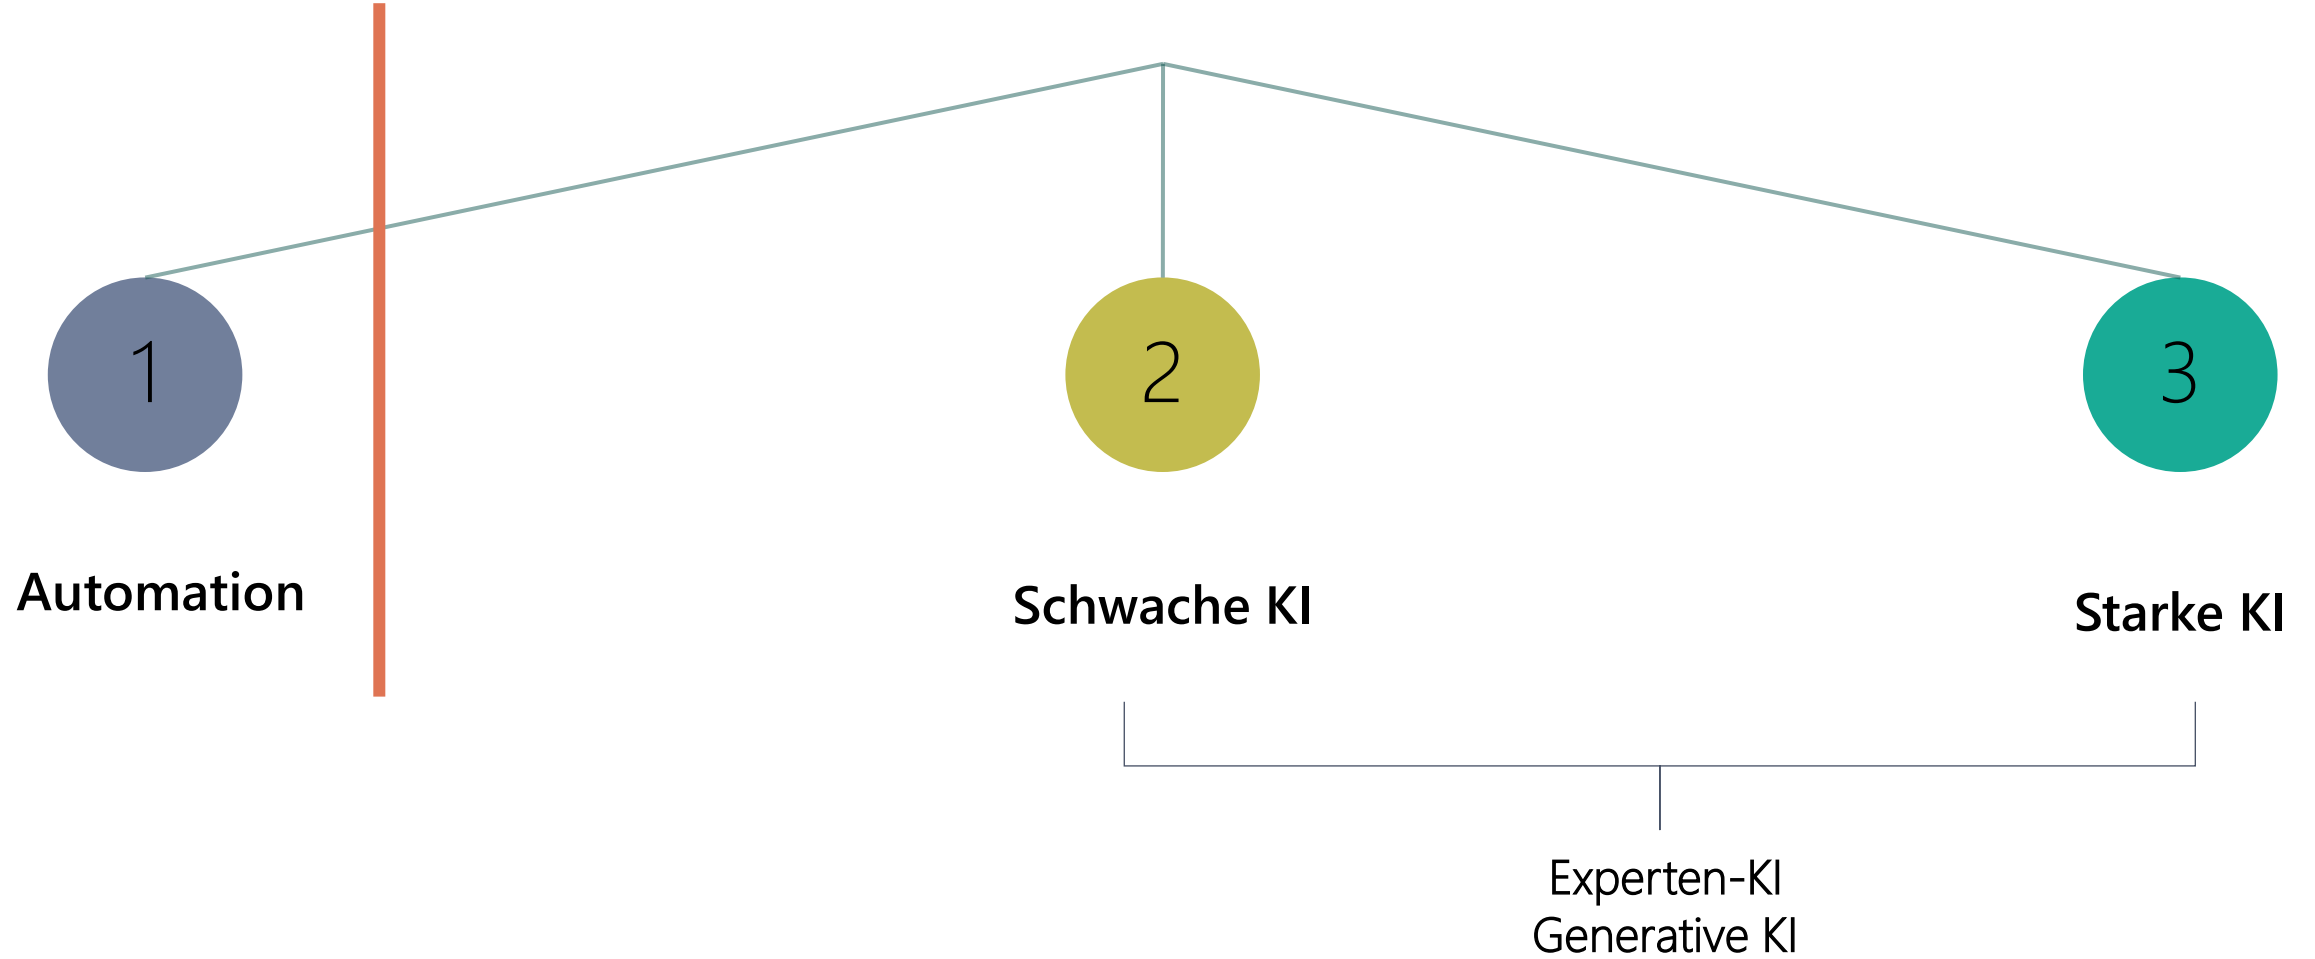 1
2
3
Automation
Schwache KI
Starke KI
Experten-KI
Generative KI